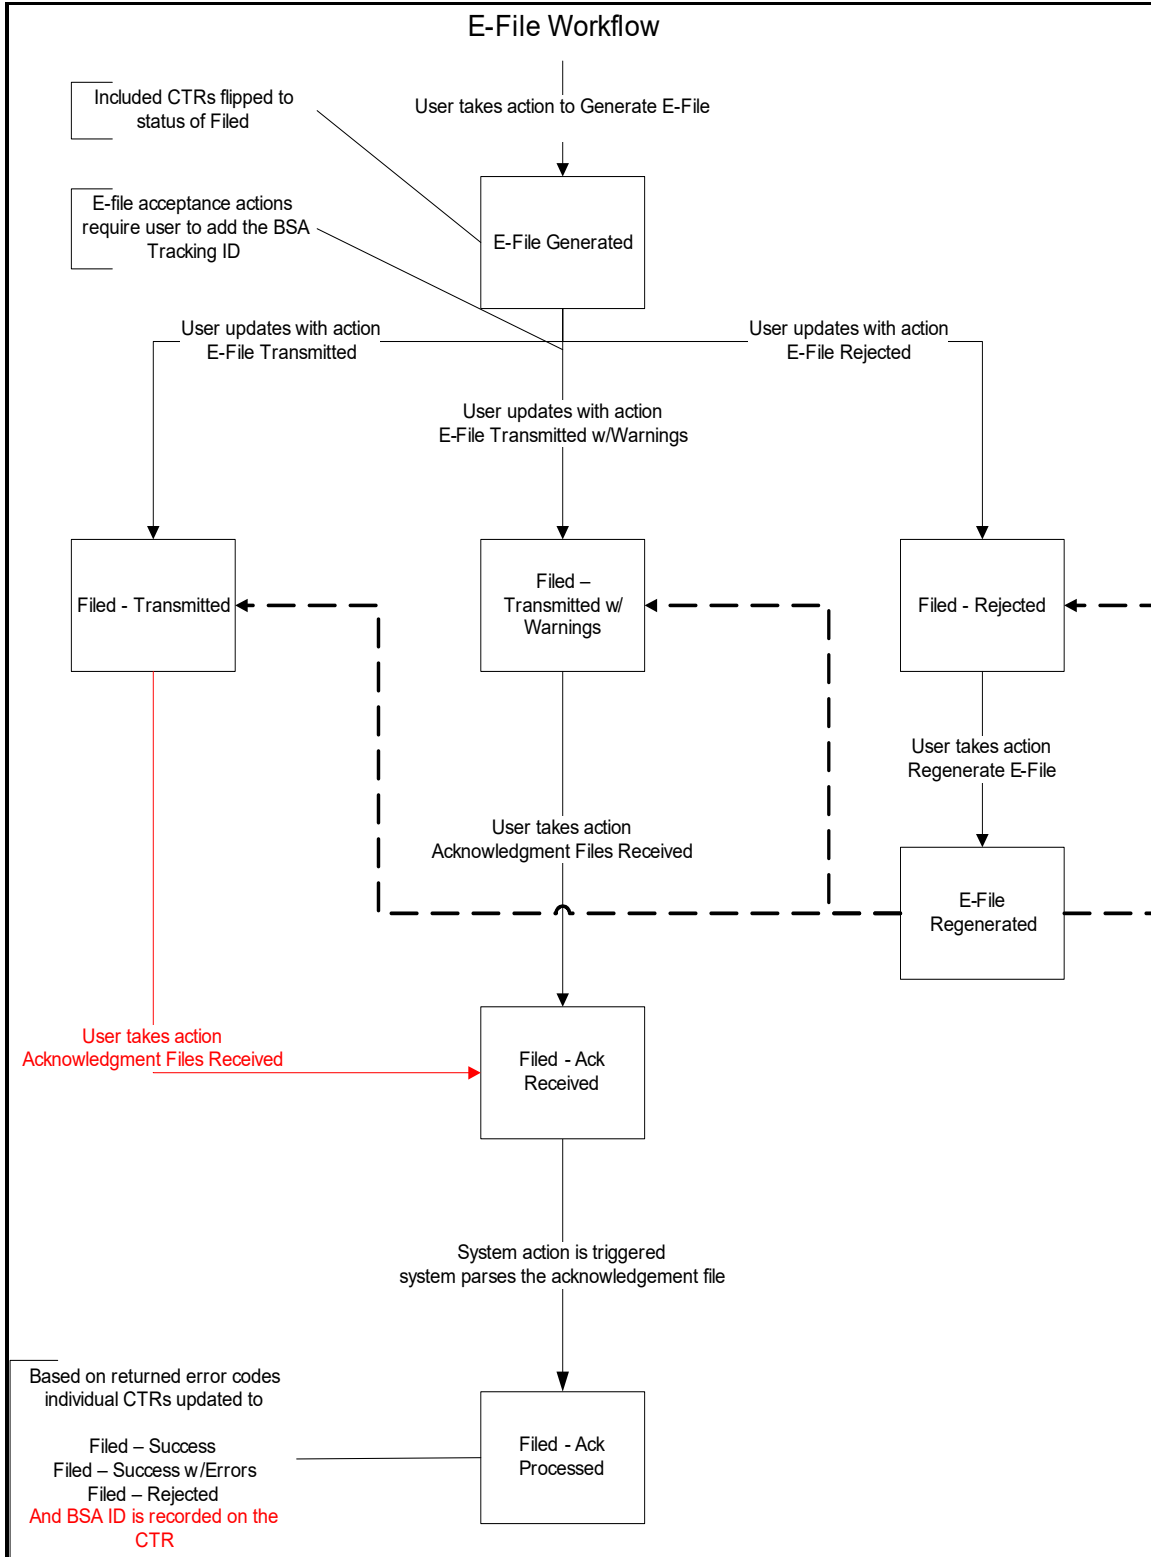 E-File Workflow
Included CTRs flipped to
status of Filed
User takes action to Generate E-File
E-file acceptance actions
require user to add the BSA
Tracking ID
E-File Generated
User updates with action
E-File Transmitted
User updates with action
E-File Rejected
User updates with action
E-File Transmitted w/Warnings
Filed - Transmitted
Filed –
Transmitted w/
Warnings
Filed - Rejected
User takes action
Regenerate E-File
User takes action
Acknowledgment Files Received
E-File
Regenerated
User takes action
Acknowledgment Files Received
Filed - Ack
Received
System action is triggered
system parses the acknowledgement file
Based on returned error codes
individual CTRs updated to
Filed – Success
Filed – Success w/Errors
Filed – Rejected
And BSA ID is recorded on the
CTR
Filed - Ack
Processed